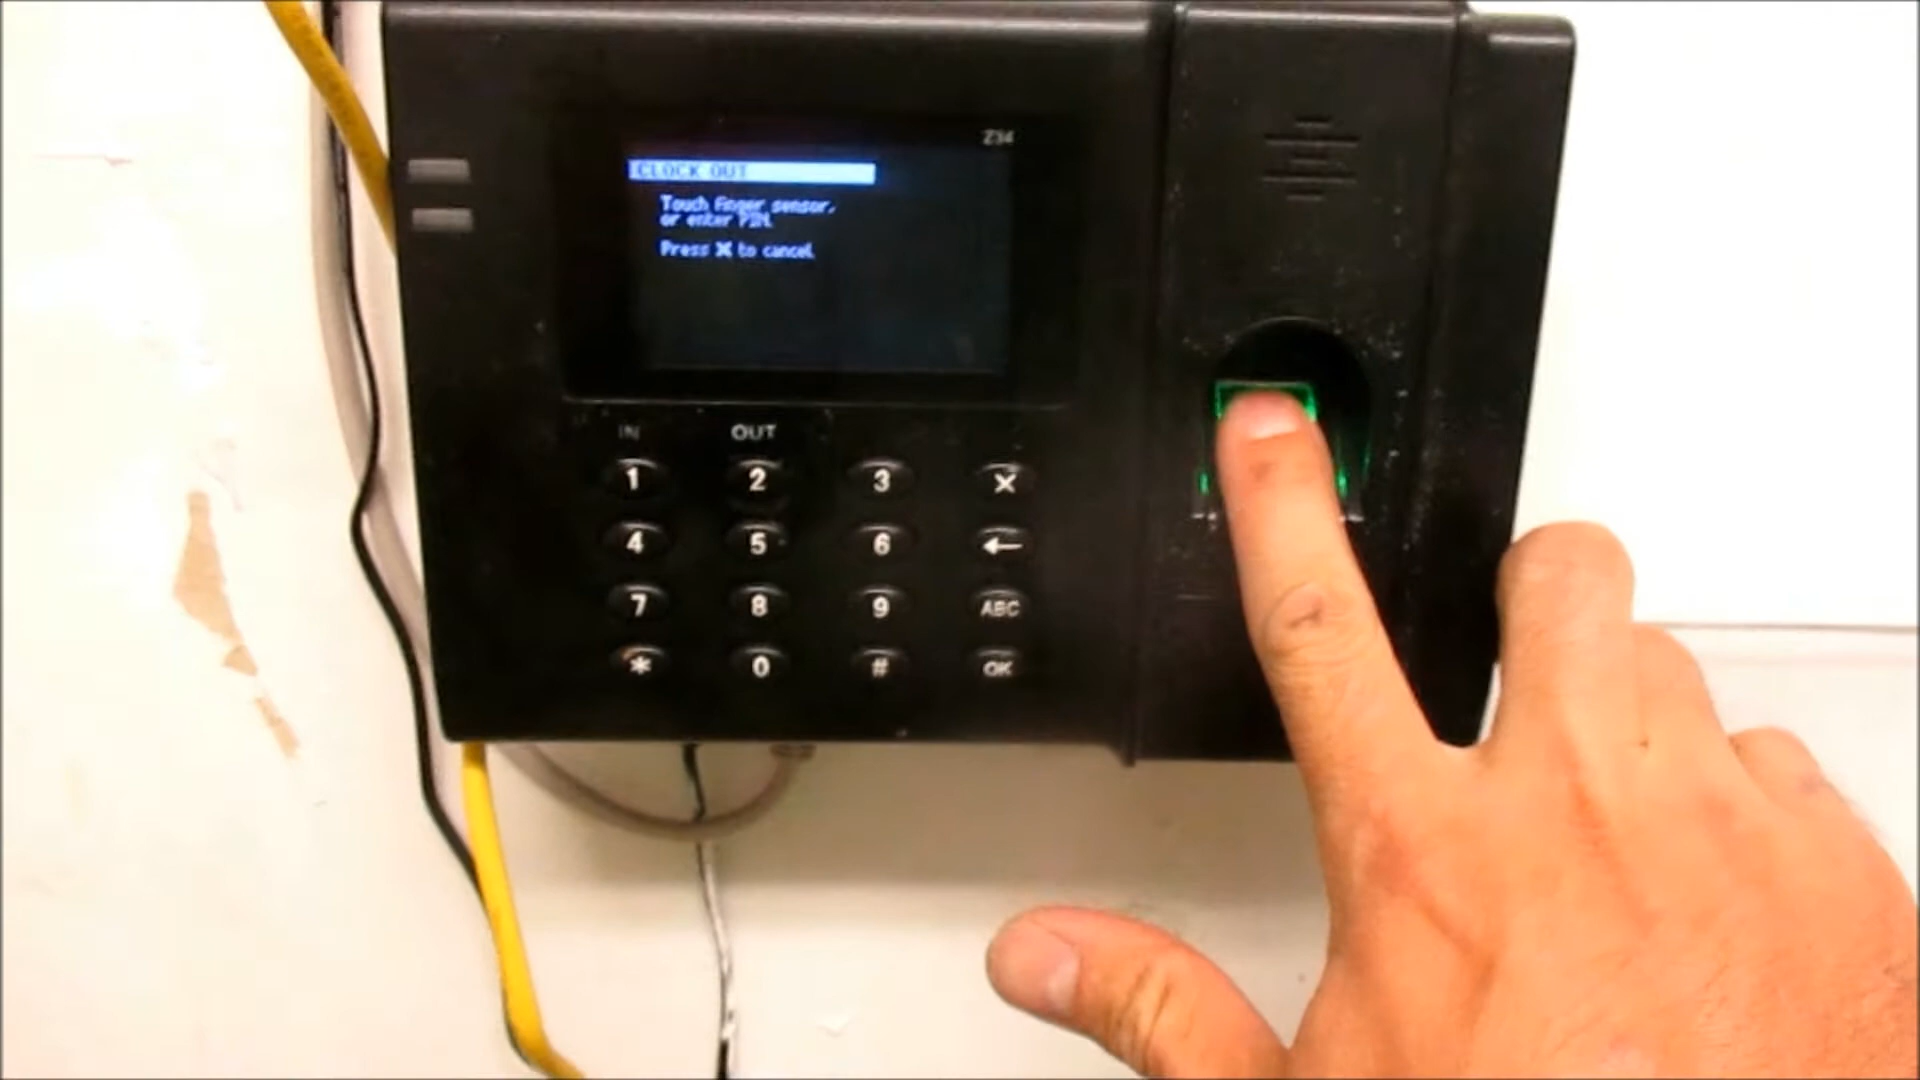 Z34
CLOCK OUT
Touch finger sensor,
or enter PIN.
Press ✖ to cancel.
IN OUT
1 2 3 ×
4 5 6 ←
7 8 9 ABC
* 0 # OK